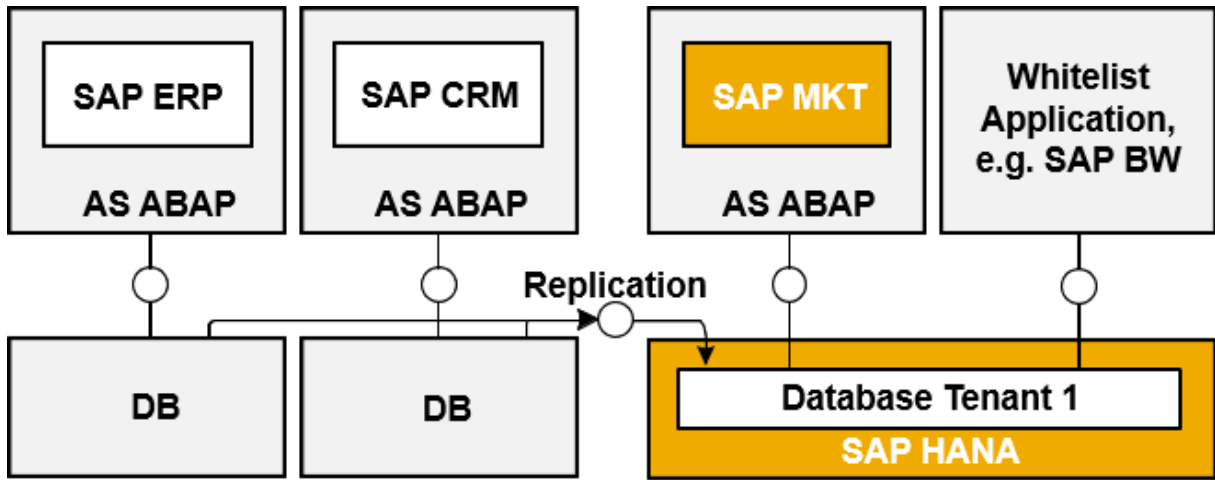 SAP ERP
AS ABAP
SAP CRM
AS ABAP
SAP MKT
AS ABAP
Whitelist
Application,
e.g. SAP BW
Replication
DB
DB
Database Tenant 1
SAP HANA